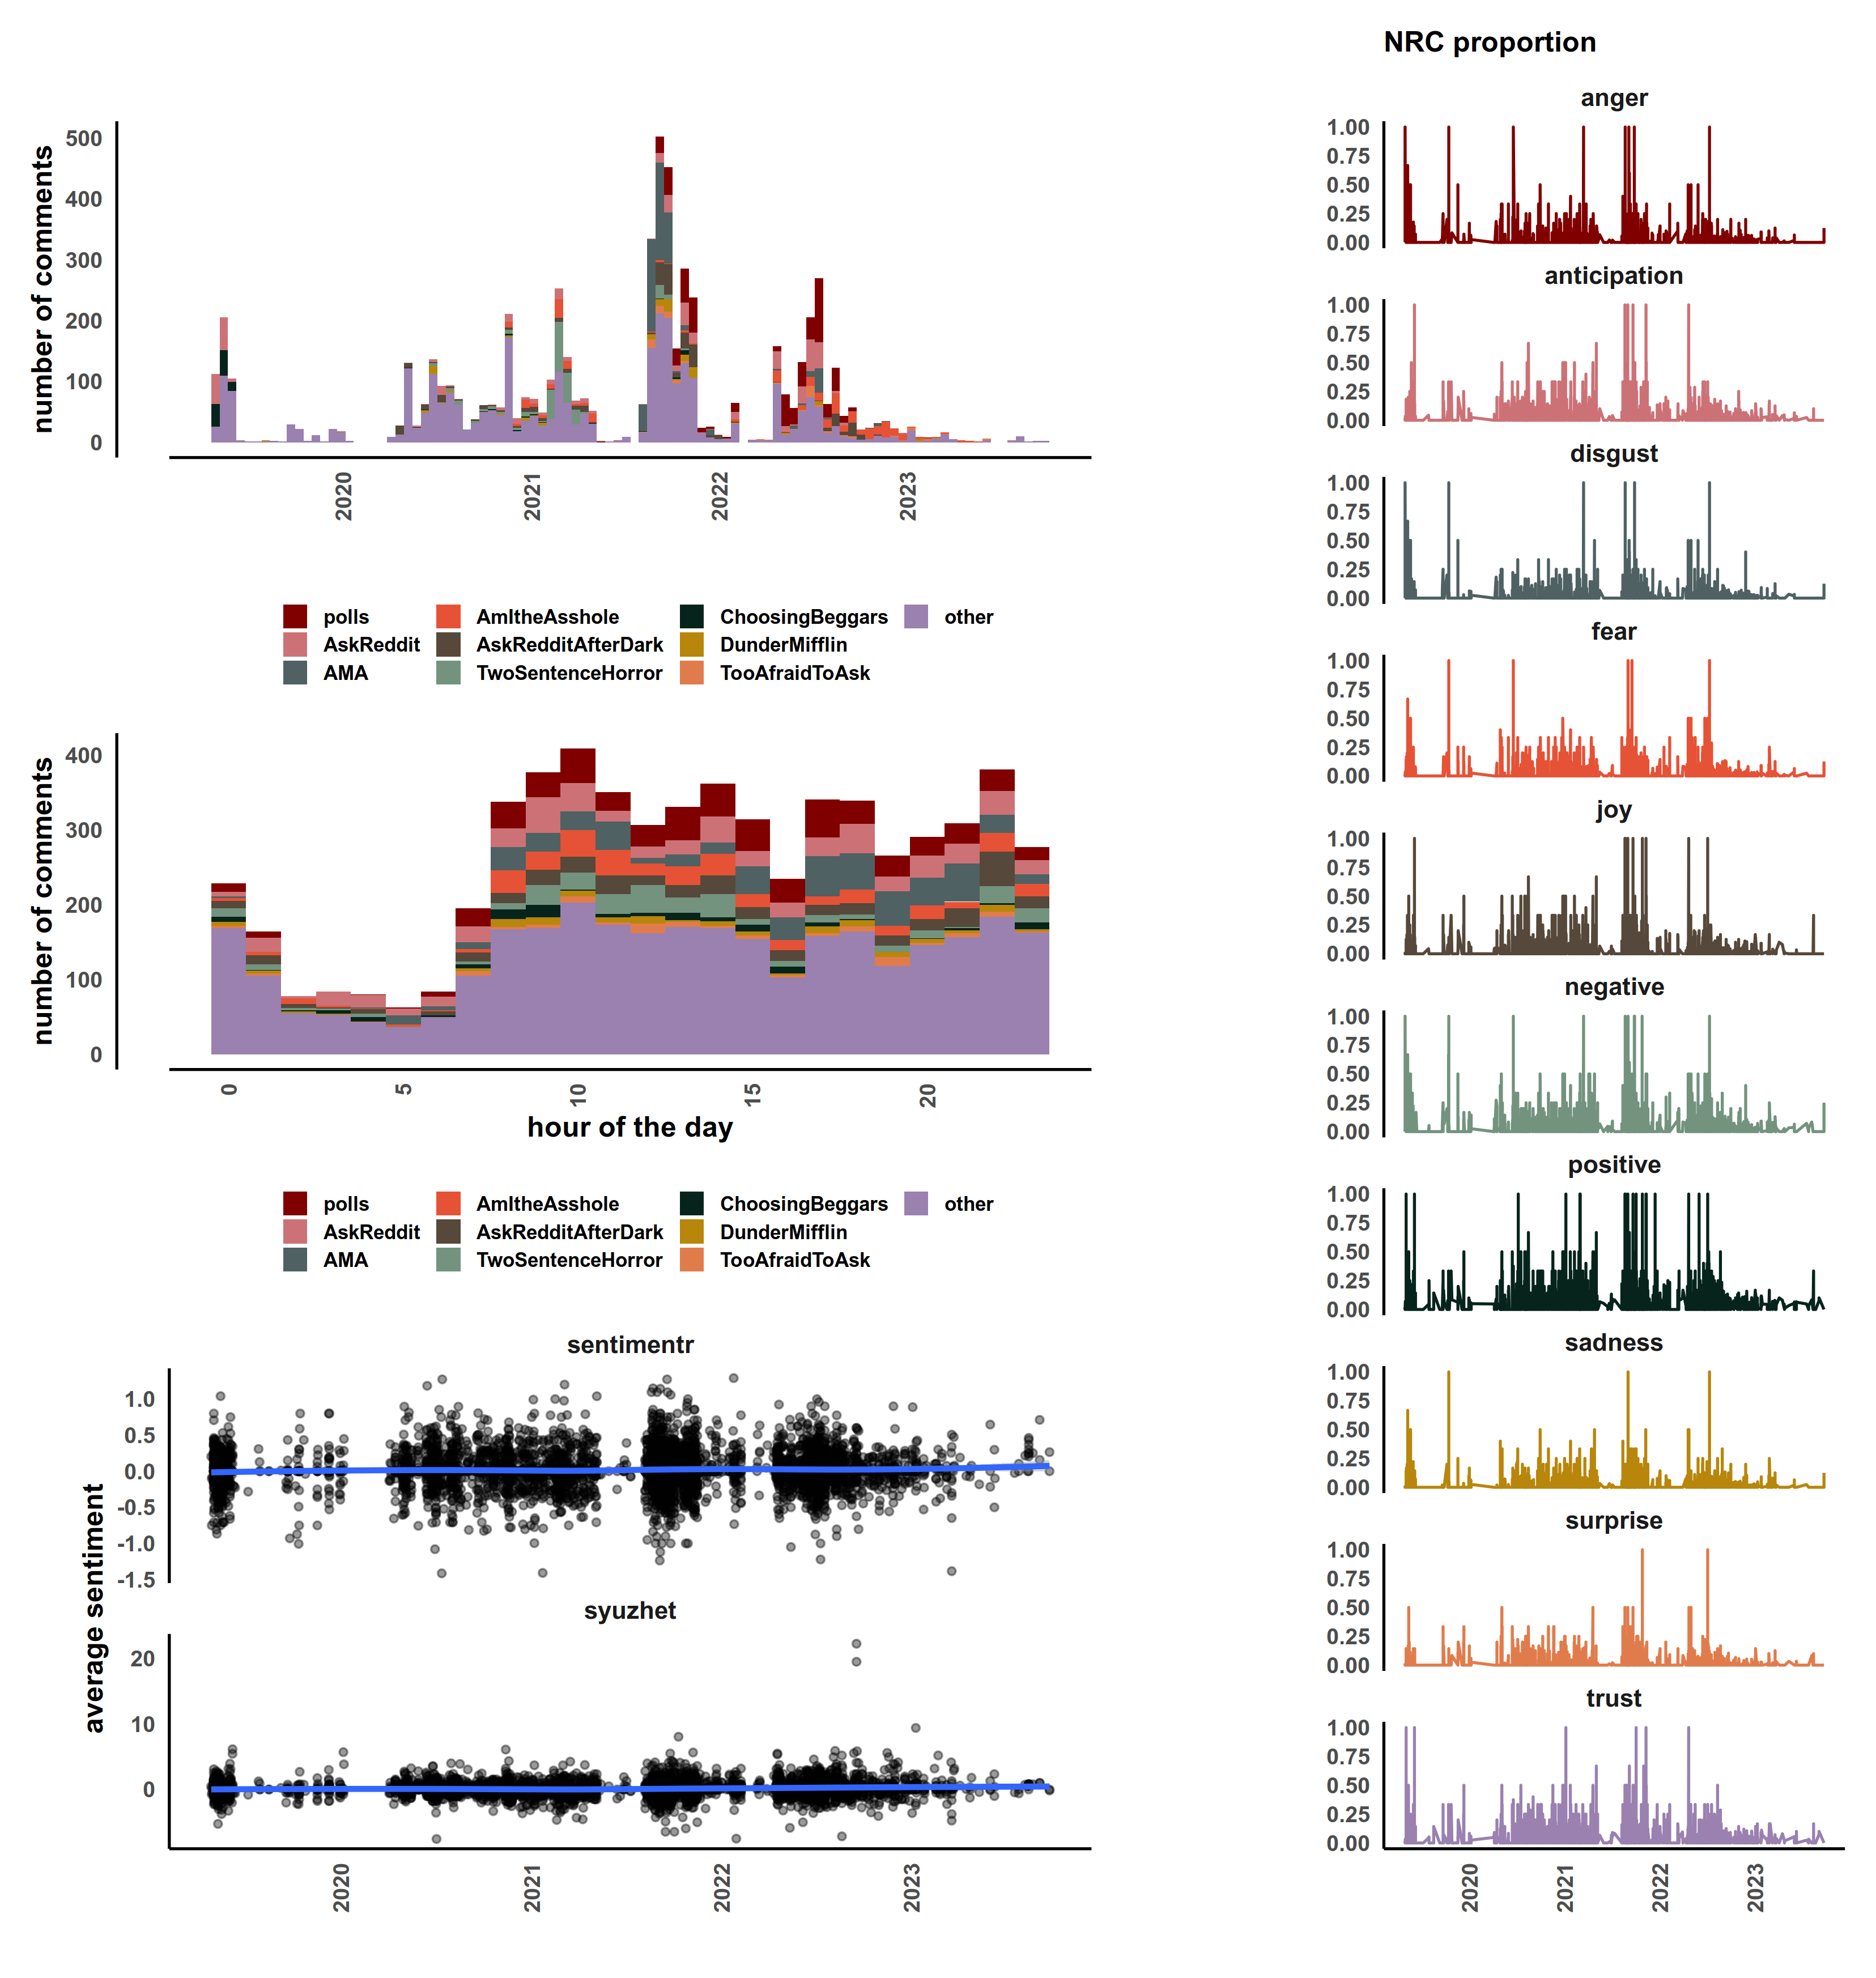 number of comments
500
400
300
200
100
0
2020
2021
2022
2023
polls
AmItheAsshole
ChoosingBeggars
other
AskReddit
AskRedditAfterDark
DunderMifflin
AMA
TwoSentenceHorror
TooAfraidToAsk
number of comments
400
300
200
100
0
0
5
10
15
20
hour of the day
polls
AmItheAsshole
ChoosingBeggars
other
AskReddit
AskRedditAfterDark
DunderMifflin
AMA
TwoSentenceHorror
TooAfraidToAsk
average sentiment
sentimentr
1.0
0.5
0.0
-0.5
-1.0
-1.5
syuzhet
20
10
0
2020
2021
2022
2023
NRC proportion
anger
1.00
0.75
0.50
0.25
0.00
anticipation
1.00
0.75
0.50
0.25
0.00
disgust
1.00
0.75
0.50
0.25
0.00
fear
1.00
0.75
0.50
0.25
0.00
joy
1.00
0.75
0.50
0.25
0.00
negative
1.00
0.75
0.50
0.25
0.00
positive
1.00
0.75
0.50
0.25
0.00
sadness
1.00
0.75
0.50
0.25
0.00
surprise
1.00
0.75
0.50
0.25
0.00
trust
1.00
0.75
0.50
0.25
0.00
2020
2021
2022
2023